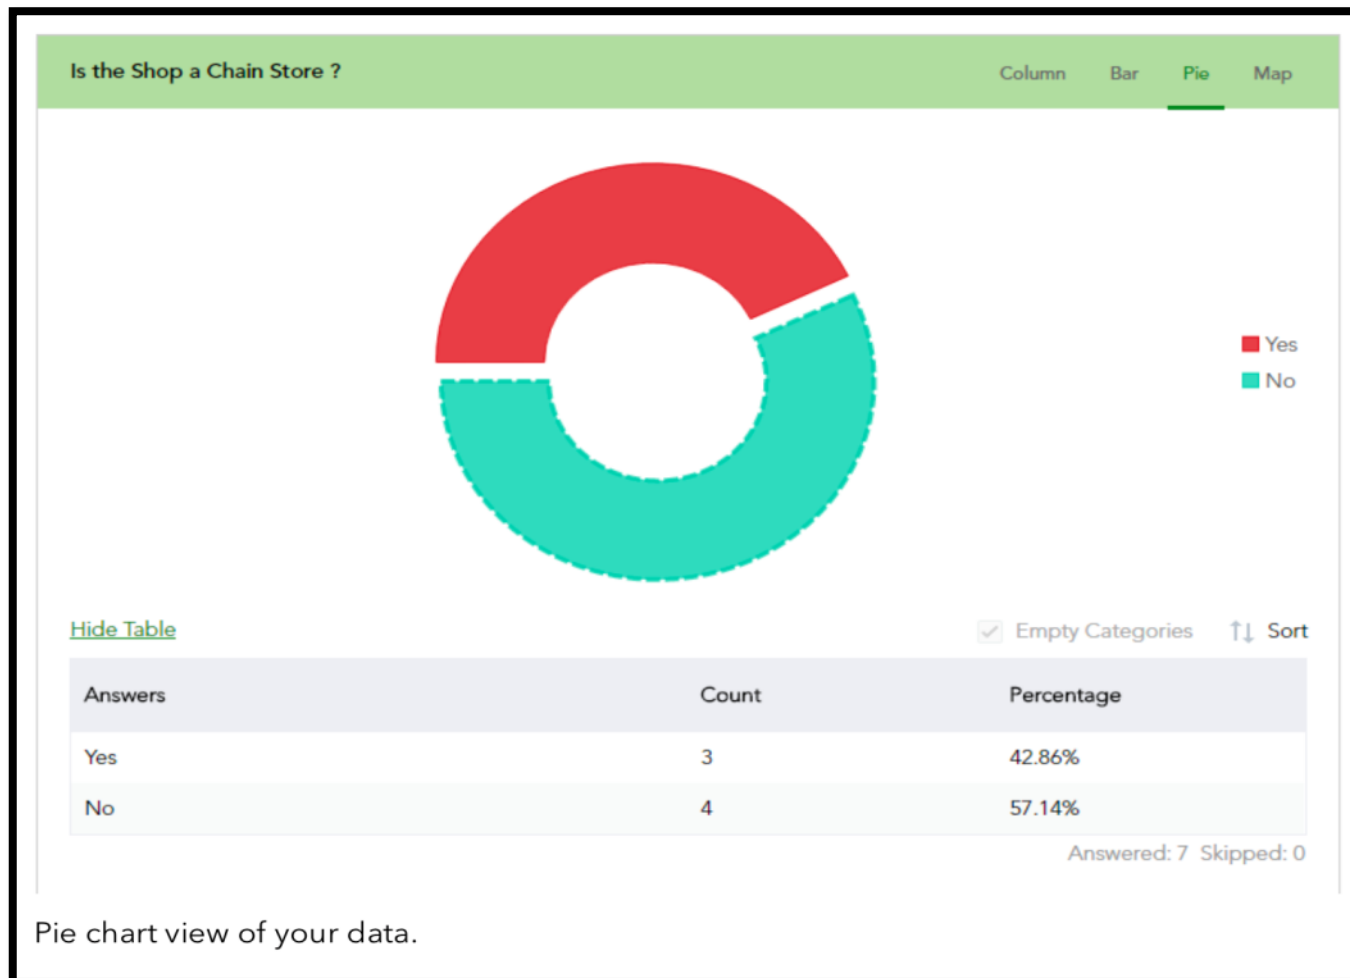 Is the Shop a Chain Store ? Column Bar Pie Map
Yes
No
Hide Table Empty Categories Sort
Answers Count Percentage
Yes 3 42.86%
No 4 57.14%
Answered: 7 Skipped: 0
Pie chart view of your data.